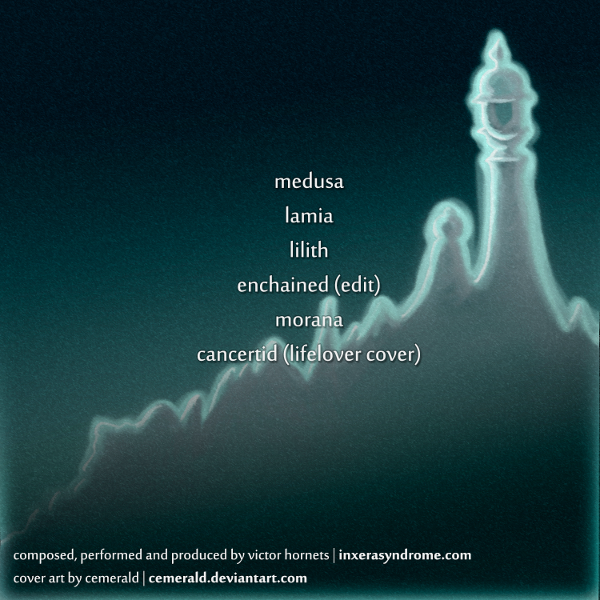 medusa
lamia
lilith
enchained (edit)
morana
cancertid (lifelover cover)
composed, performed and produced by victor hornets | inxerasyndrome.com
cover art by cemerald | cemerald.deviantart.com